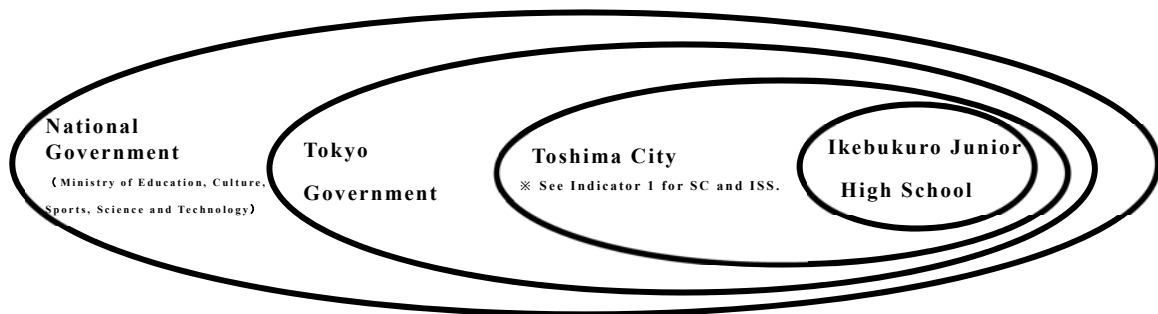 National
Government
（Ministry of Education, Culture,
Sports, Science and Technology）
Tokyo
Government
Toshima City
※ See Indicator 1 for SC and ISS.
Ikebukuro Junior
High School